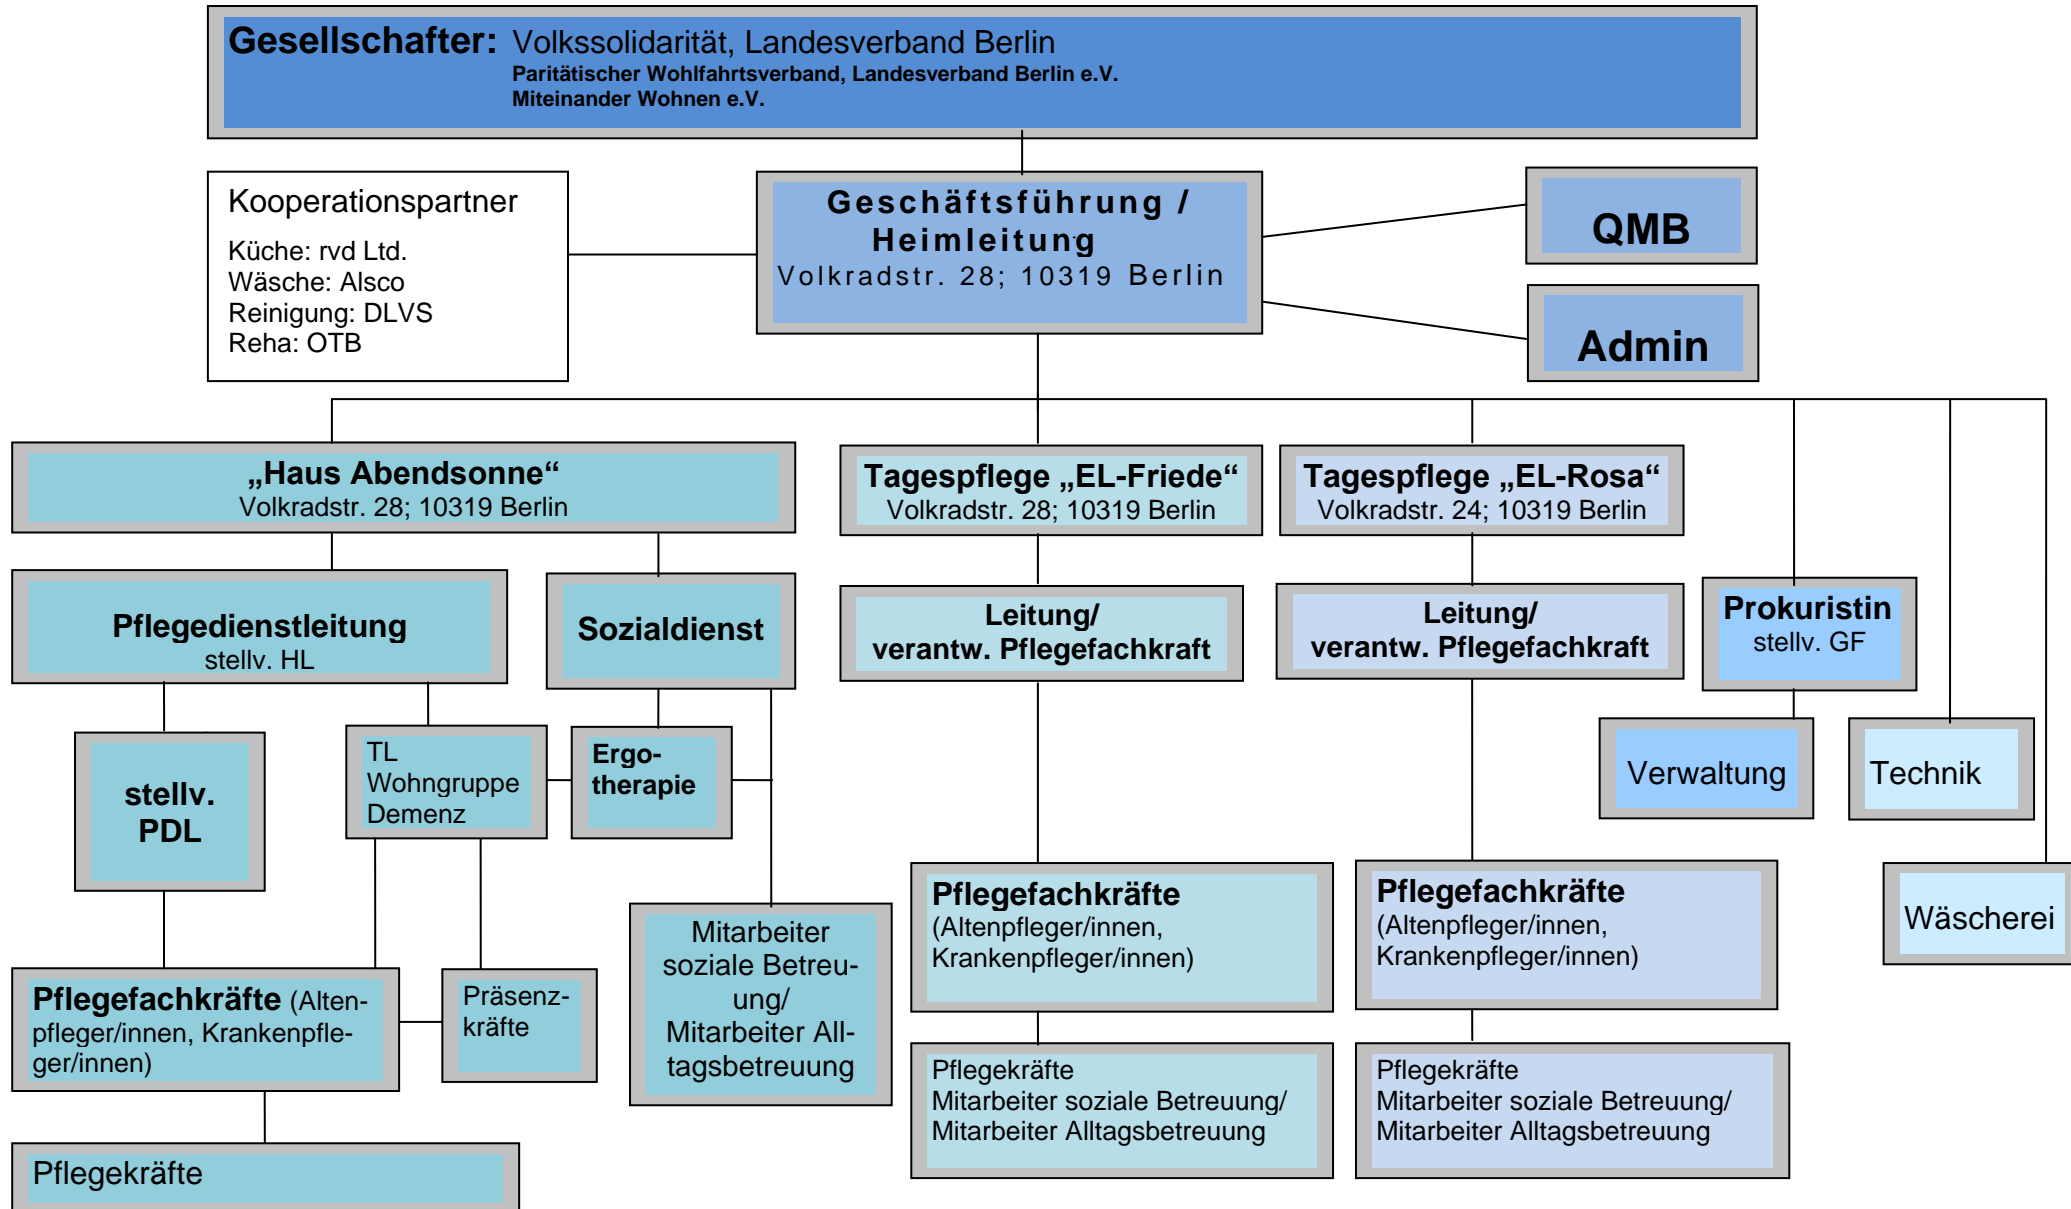 Gesellschafter: Volkssolidarität, Landesverband Berlin
Paritätischer Wohlfahrtsverband, Landesverband Berlin e.V.
Miteinander Wohnen e.V.
Kooperationspartner
Küche: rvd Ltd.
Wäsche: Alsco
Reinigung: DLVS
Reha: OTB
Geschäftsführung /
Heimleitung
Volkradstr. 28; 10319 Berlin
QMB
Admin
„Haus Abendsonne“
Volkradstr. 28; 10319 Berlin
Tagespflege „EL-Friede“
Volkradstr. 28; 10319 Berlin
Tagespflege „EL-Rosa“
Volkradstr. 24; 10319 Berlin
Pflegedienstleitung
stellv. HL
Sozialdienst
Leitung/
verantw. Pflegefachkraft
Leitung/
verantw. Pflegefachkraft
Prokuristin
stellv. GF
stellv.
PDL
TL
Wohngruppe
Demenz
Ergo-
therapie
Verwaltung
Technik
Pflegefachkräfte
(Altenpfleger/innen,
Krankenpfleger/innen)
Pflegefachkräfte
(Altenpfleger/innen,
Krankenpfleger/innen)
Wäscherei
Pflegefachkräfte (Alten-
pfleger/innen, Krankenpfle-
ger/innen)
Präsenz-
kräfte
Mitarbeiter
soziale Betreu-
ung/
Mitarbeiter All-
tagsbetreuung
Pflegekräfte
Mitarbeiter soziale Betreuung/
Mitarbeiter Alltagsbetreuung
Pflegekräfte
Mitarbeiter soziale Betreuung/
Mitarbeiter Alltagsbetreuung
Pflegekräfte